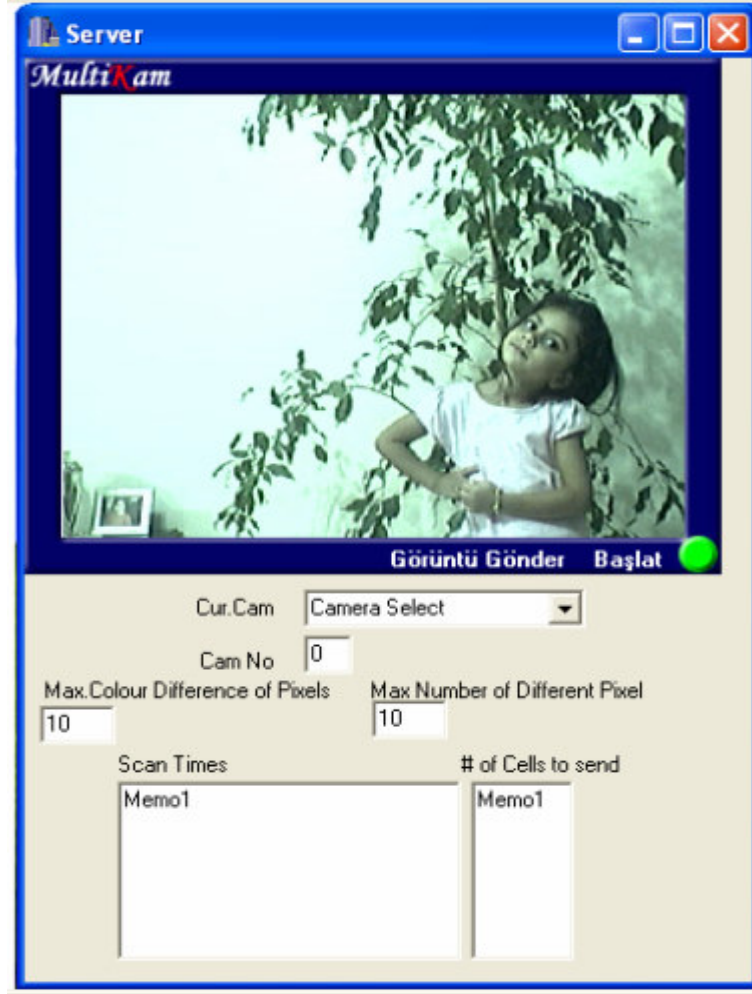 Server
MultiKam
Görüntü Gönder Başlat
Cur.Cam Camera Select
Cam No 0
Max.Colour Difference of Pixels Max Number of Different Pixel
10 10
Scan Times # of Cells to send
Memo1 Memo1